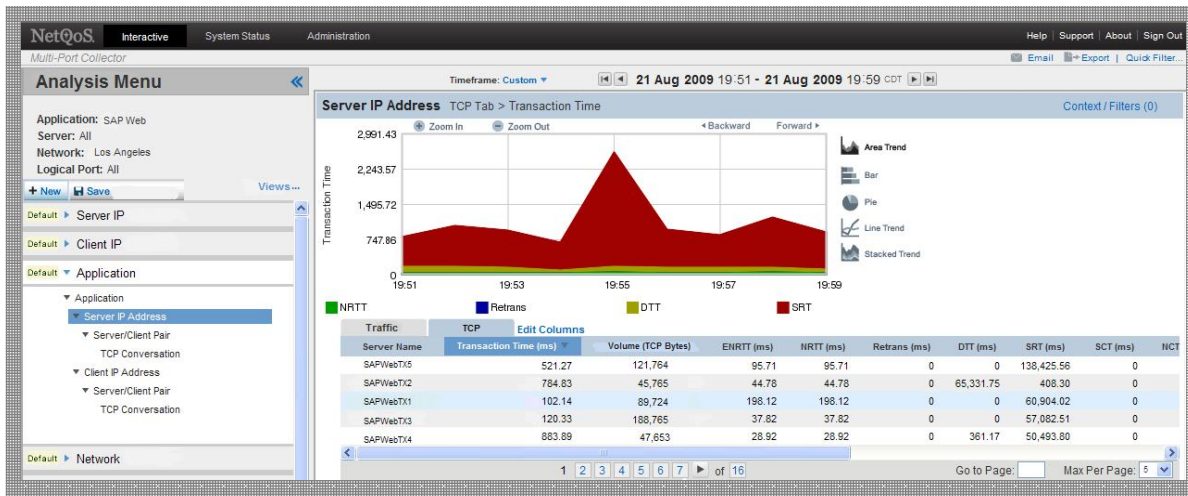 NetQoS. Interactive System Status Administration Help | Support | About | Sign Out
Multi-Port Collector Email Export | Quick Filter...
Analysis Menu «
Application: SAP Web
Server: All
Network: Los Angeles
Logical Port: All
+ New Save Views...
Default Server IP
Default Client IP
Default Application
Application
Server IP Address
Server/Client Pair
TCP Conversation
Client IP Address
Server/Client Pair
TCP Conversation
Default Network
Timeframe: Custom 21 Aug 2009 19:51 - 21 Aug 2009 19:59 CDT
Server IP Address TCP Tab > Transaction Time Context / Filters (0)
Zoom In Zoom Out Backward Forward
Transaction Time
2,991.43
2,243.57
1,495.72
747.86
0
19:51 19:53 19:55 19:57 19:59
Area Trend
Bar
Pie
Line Trend
Stacked Trend
NRTT Retrans DTT SRT
Traffic TCP Edit Columns
Server Name Transaction Time (ms) Volume (TCP Bytes) ENRTT (ms) NRTT (ms) Retrans (ms) DTT (ms) SRT (ms) SCT (ms) NCT
SAPWebTX5 521.27 121,764 95.71 95.71 0 0 138,425.56 0
SAPWebTX2 784.83 45,765 44.78 44.78 0 65,331.75 408.30 0
SAPWebTX1 102.14 89,724 198.12 198.12 0 0 60,904.02 0
SAPWebTX3 120.33 188,765 37.82 37.82 0 0 57,082.51 0
SAPWebTX4 883.89 47,653 28.92 28.92 0 361.17 50,493.80 0
1 2 3 4 5 6 7 of 16 Go to Page: Max Per Page: 5